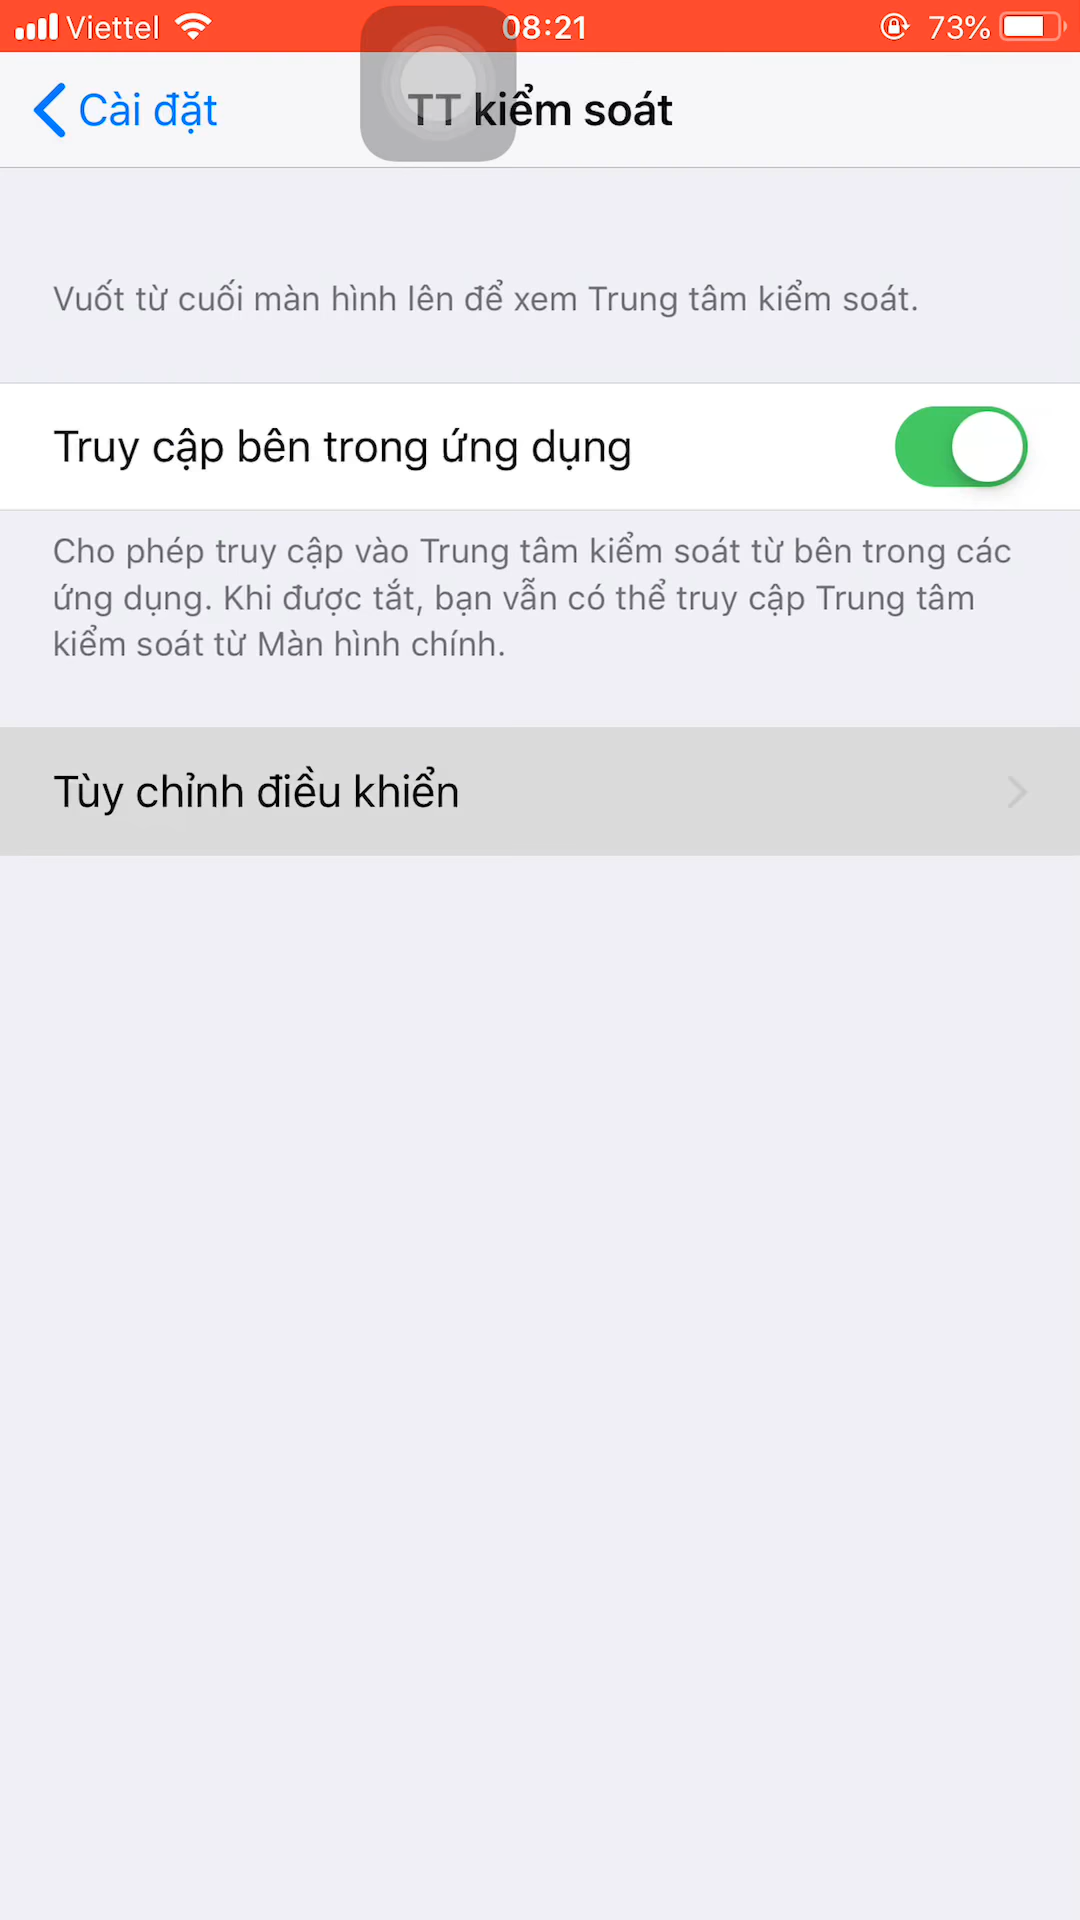 Viettel 08:21 73%
Cài đặt TT kiểm soát
Vuốt từ cuối màn hình lên để xem Trung tâm kiểm soát.
Truy cập bên trong ứng dụng
Cho phép truy cập vào Trung tâm kiểm soát từ bên trong các
ứng dụng. Khi được tắt, bạn vẫn có thể truy cập Trung tâm
kiểm soát từ Màn hình chính.
Tùy chỉnh điều khiển